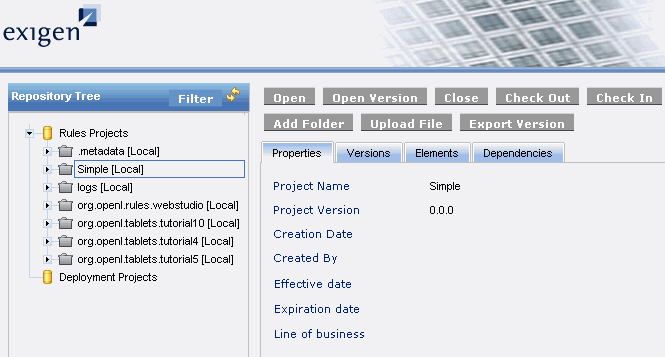 exigen
Repository Tree
Filter
Rules Projects
.metadata [Local]
Simple [Local]
logs [Local]
org.openl.rules.webstudio [Local]
org.openl.tablets.tutorial10 [Local]
org.openl.tablets.tutorial4 [Local]
org.openl.tablets.tutorial5 [Local]
Deployment Projects
Open
Open Version
Close
Check Out
Check In
Add Folder
Upload File
Export Version
Properties
Versions
Elements
Dependencies
Project Name Simple
Project Version 0.0.0
Creation Date
Created By
Effective date
Expiration date
Line of business